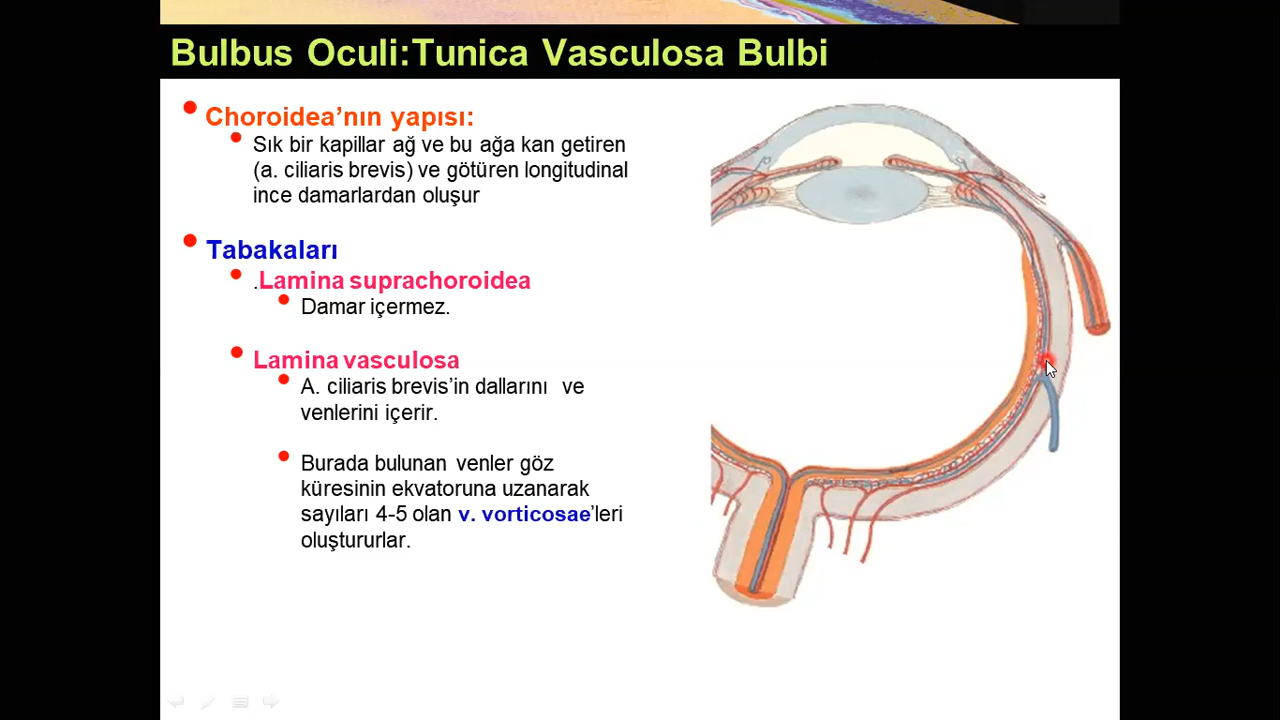 Bulbus Oculi:Tunica Vasculosa Bulbi
Choroidea’nın yapısı:
Sık bir kapillar ağ ve bu ağa kan getiren
(a. ciliaris brevis) ve götüren longitudinal
ince damarlardan oluşur
Tabakaları
.Lamina suprachoroidea
Damar içermez.
Lamina vasculosa
A. ciliaris brevis’in dallarını ve
venlerini içerir.
Burada bulunan venler göz
küresinin ekvatoruna uzanarak
sayıları 4-5 olan v. vorticosae’leri
oluştururlar.